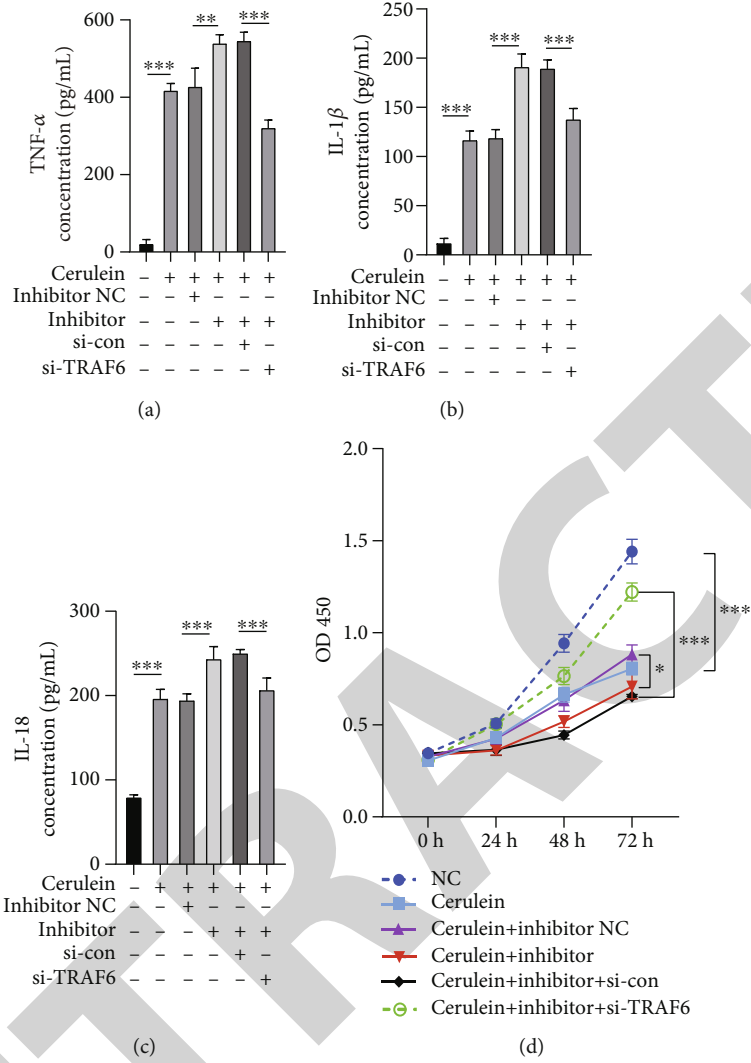 TNF-α
concentration (pg/mL)
600
400
200
0
***
**
***
Cerulein − + + + + +
Inhibitor NC − − + − − −
Inhibitor − − − + + +
si-con − − − − + −
si-TRAF6 − − − − − +
(a)
IL-1β
concentration (pg/mL)
250
200
150
100
50
0
***
***
***
Cerulein − + + + + +
Inhibitor NC − − + − − −
Inhibitor − − − + + +
si-con − − − − + −
si-TRAF6 − − − − − +
(b)
IL-18
concentration (pg/mL)
300
200
100
0
***
***
***
Cerulein − + + + + +
Inhibitor NC − − + − − −
Inhibitor − − − + + +
si-con − − − − + −
si-TRAF6 − − − − − +
(c)
OD 450
2.0
1.5
1.0
0.5
0.0
0 h 24 h 48 h 72 h
*
***
***
NC
Cerulein
Cerulein+inhibitor NC
Cerulein+inhibitor
Cerulein+inhibitor+si-con
Cerulein+inhibitor+si-TRAF6
(d)
TRACT